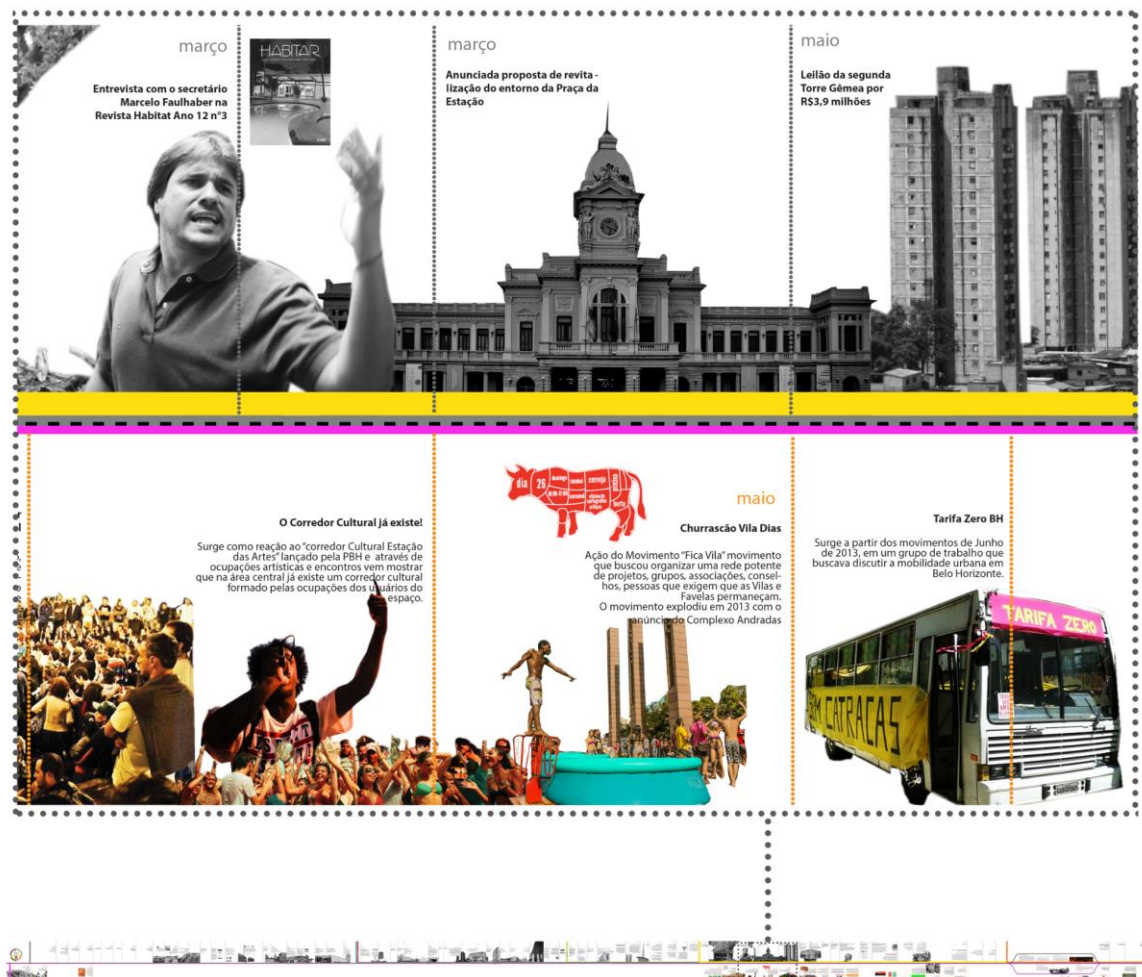 março
Entrevista com o secretário
Marcelo Faulhaber na
Revista Habitat Ano 12 n°3
HABITAR
março
Anunciada proposta de revita -
lização do entorno da Praça da
Estação
maio
Leilão da segunda
Torre Gêmea por
R$3,9 milhões
O Corredor Cultural já existe!
Surge como reação ao "corredor Cultural Estação
das Artes" lançado pela PBH e através de
ocupações artísticas e encontros vem mostrar
que na área central já existe um corredor cultural
formado pelas ocupações dos usuários do
espaço.
dia
26
domingo
futebol
cerveja
piscina
horta
maio
Churrascão Vila Dias
Ação do Movimento "Fica Vila" movimento
que buscou organizar uma rede potente
de projetos, grupos, associações, consel-
hos, pessoas que exigem que as Vilas e
Favelas permaneçam.
O movimento explodiu em 2013 com o
anúncio do Complexo Andradas
Tarifa Zero BH
Surge a partir dos movimentos de Junho
de 2013, em um grupo de trabalho que
buscava discutir a mobilidade urbana em
Belo Horizonte.
TARIFA ZERO
CATRACAS